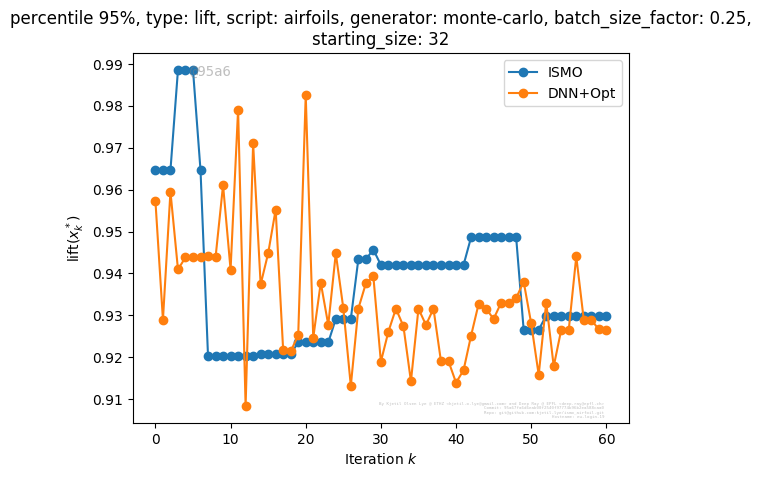 percentile 95%, type: lift, script: airfoils, generator: monte-carlo, batch_size_factor: 0.25,
starting_size: 32
0.99
0.98
0.97
0.96
0.95
0.94
0.93
0.92
0.91
lift(x*k)
95a6
ISMO
DNN+Opt
0 10 20 30 40 50 60
Iteration k